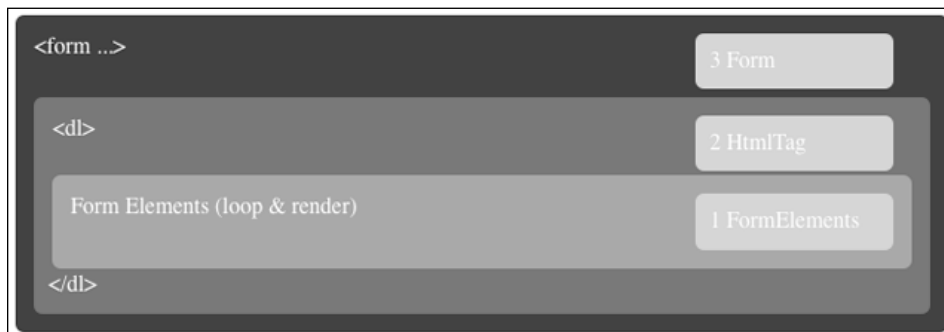 <form ...>
3 Form
<dl>
2 HtmlTag
Form Elements (loop & render)
1 FormElements
</dl>